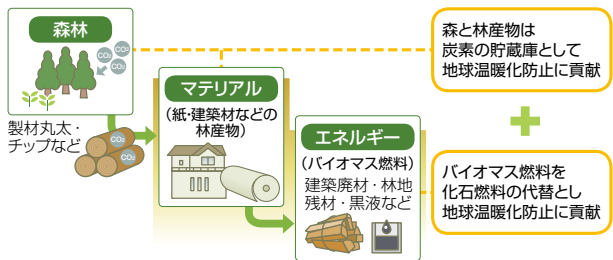 森林
CO₂
CO₂
CO₂
CO₂
製材丸太・
チップなど
CO₂
CO₂
マテリアル
(紙・建築材などの
林産物)
エネルギー
(バイオマス燃料)
建築廃材・林地
残材・黒液など
森と林産物は
炭素の貯蔵庫として
地球温暖化防止に貢献
バイオマス燃料を
化石燃料の代替とし
地球温暖化防止に貢献